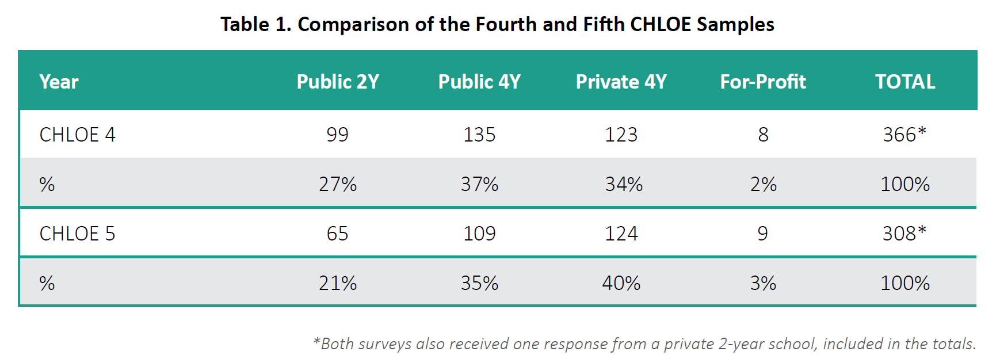 Table 1. Comparison of the Fourth and Fifth CHLOE Samples
Year Public 2Y Public 4Y Private 4Y For-Profit TOTAL
CHLOE 4 99 135 123 8 366*
% 27% 37% 34% 2% 100%
CHLOE 5 65 109 124 9 308*
% 21% 35% 40% 3% 100%
*Both surveys also received one response from a private 2-year school, included in the totals.